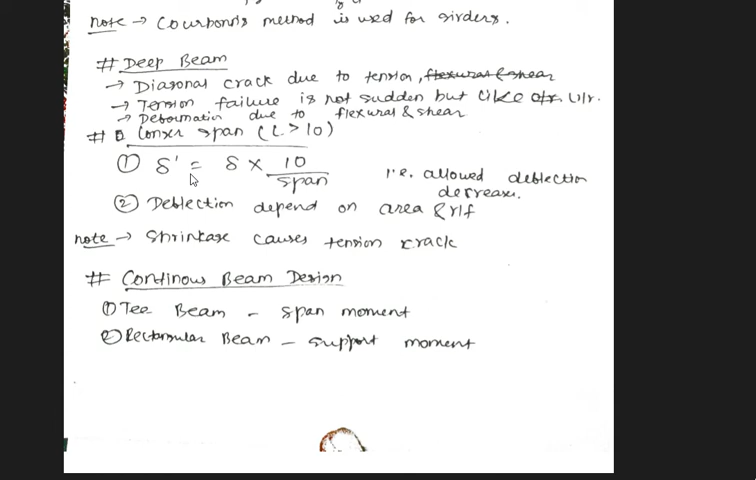 note → Courbon's method is used for girders.
# Deep Beam
→ Diagonal crack due to tension, flexural & shear
→ Tension failure is not sudden but like
→ Deformation due to flexural & shear
# Longer span (L > 10)
① δ' = δ × 10 / span
i.e. allowed deflection decrease.
② Deflection depend on area & r/f
note → Shrinkage causes tension crack
# Continous Beam Design
① Tee Beam - span moment
② Rectangular Beam - support moment